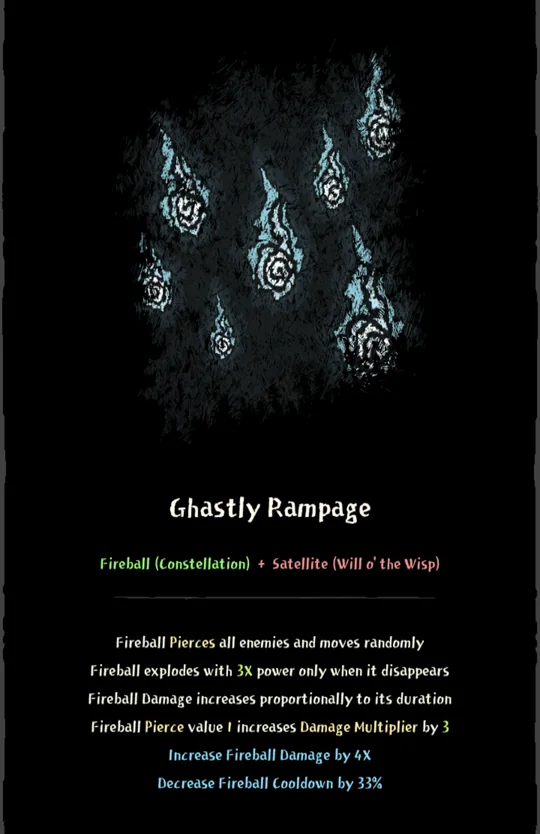 Ghastly Rampage
Fireball (Constellation) + Satellite (Will o' the Wisp)
Fireball Pierces all enemies and moves randomly
Fireball explodes with 3X power only when it disappears
Fireball Damage increases proportionally to its duration
Fireball Pierce value 1 increases Damage Multiplier by 3
Increase Fireball Damage by 4X
Decrease Fireball Cooldown by 33%